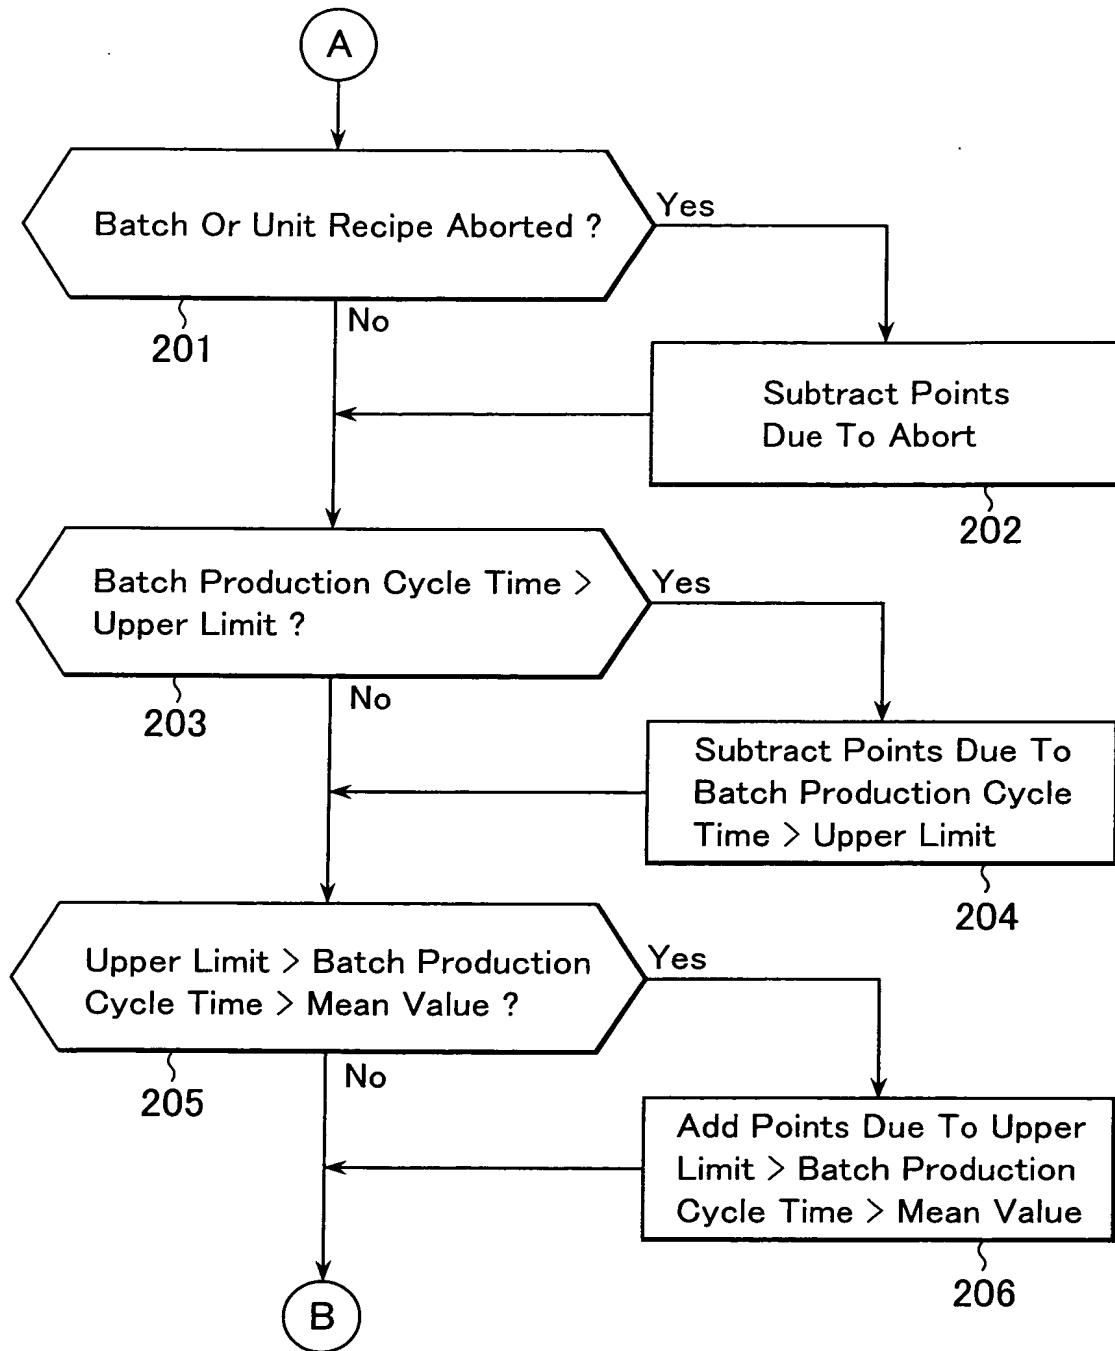 A
Batch Or Unit Recipe Aborted ?
Yes
201
No
Subtract Points
Due To Abort
202
Batch Production Cycle Time >
Upper Limit ?
Yes
203
No
Subtract Points Due To
Batch Production Cycle
Time > Upper Limit
204
Upper Limit > Batch Production
Cycle Time > Mean Value ?
Yes
205
No
Add Points Due To Upper
Limit > Batch Production
Cycle Time > Mean Value
206
B